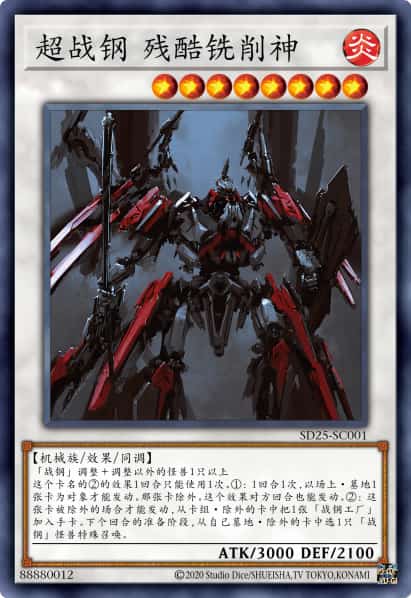 超战钢 残酷铣削神
炎
SD25-SC001
【机械族/效果/同调】
「战钢」调整+调整以外的怪兽1只以上
这个卡名的②的效果1回合只能使用1次。①：1回合1次，以场上·墓地1
张卡为对象才能发动。那张卡除外。这个效果对方回合也能发动。②：这
张卡被除外的场合才能发动。从卡组·除外的卡中把1张「战钢工厂」
加入手卡。下个回合的准备阶段，从自己墓地·除外的卡中选1只「战
钢」怪兽特殊召唤。
ATK/3000 DEF/2100
88880012
©2020 Studio Dice/SHUEISHA,TV TOKYO,KONAMI